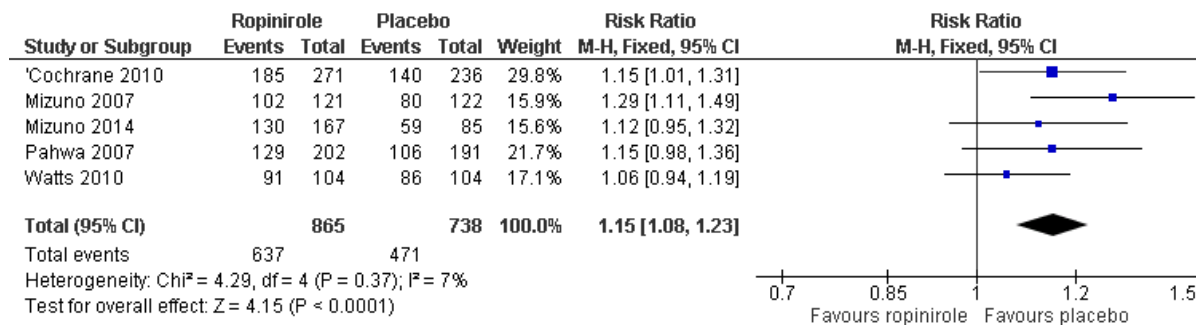 Ropinirole Placebo Risk Ratio Risk Ratio
Study or Subgroup Events Total Events Total Weight M-H, Fixed, 95% CI M-H, Fixed, 95% CI
'Cochrane 2010 185 271 140 236 29.8% 1.15 [1.01, 1.31]
Mizuno 2007 102 121 80 122 15.9% 1.29 [1.11, 1.49]
Mizuno 2014 130 167 59 85 15.6% 1.12 [0.95, 1.32]
Pahwa 2007 129 202 106 191 21.7% 1.15 [0.98, 1.36]
Watts 2010 91 104 86 104 17.1% 1.06 [0.94, 1.19]
Total (95% CI) 865 738 100.0% 1.15 [1.08, 1.23]
Total events 637 471
Heterogeneity: Chi² = 4.29, df = 4 (P = 0.37); I² = 7%
Test for overall effect: Z = 4.15 (P < 0.0001)
0.7 0.85 1 1.2 1.5
Favours ropinirole Favours placebo